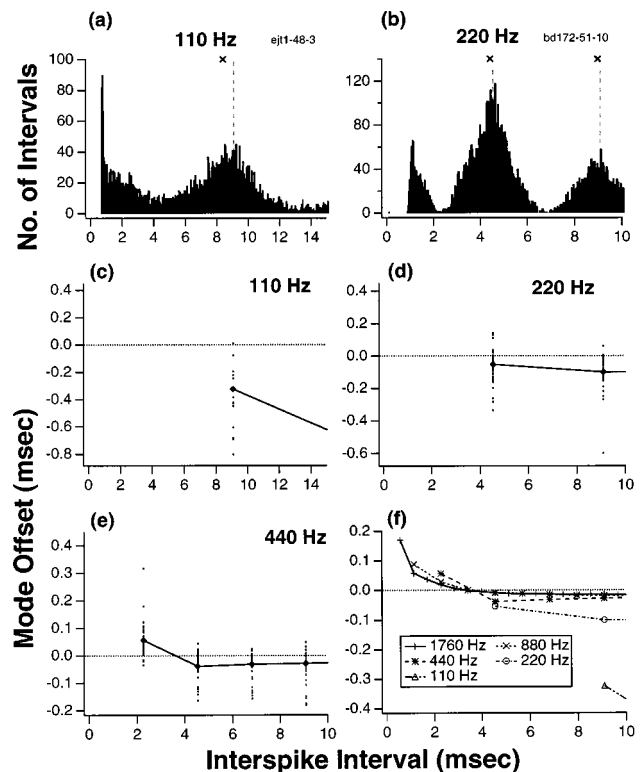 (a)
110 Hz
ejt1-48-3
100
80
60
40
20
0
0 2 4 6 8 10 12 14
(b)
220 Hz
bd172-51-10
120
80
40
0
0 2 4 6 8 10
No. of Intervals
(c)
110 Hz
0.4
0.2
0.0
-0.2
-0.4
-0.6
-0.8
0 2 4 6 8 10 12 14
(d)
220 Hz
0.4
0.2
0.0
-0.2
-0.4
-0.6
-0.8
0 2 4 6 8 10
Mode Offset (msec)
(e)
440 Hz
0.4
0.3
0.2
0.1
0.0
-0.1
-0.2
0 2 4 6 8 10
(f)
0.2
0.1
0.0
-0.1
-0.2
-0.3
-0.4
1760 Hz
880 Hz
440 Hz
220 Hz
110 Hz
0 2 4 6 8 10
Interspike Interval (msec)